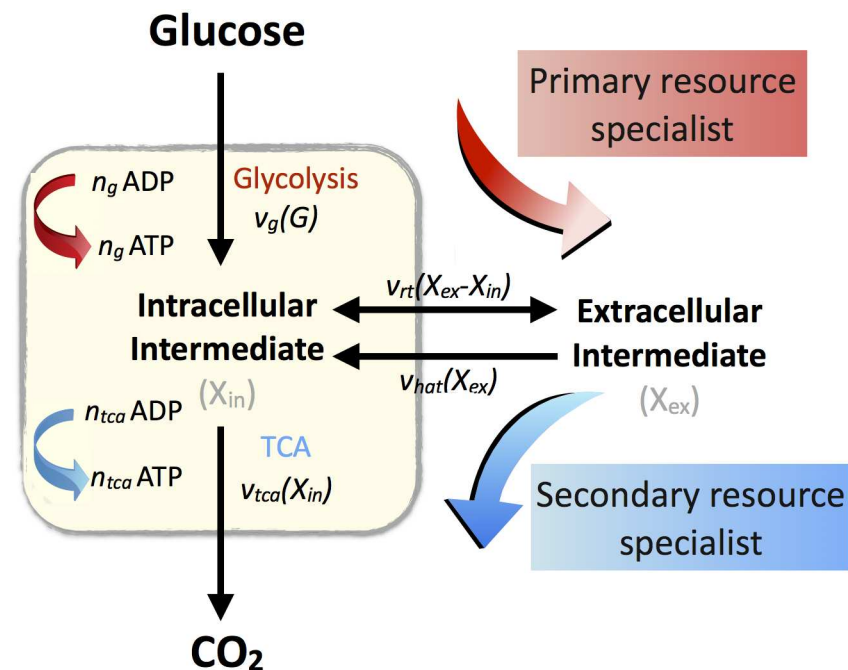 Glucose
Primary resource
specialist
n_g ADP
Glycolysis
v_g(G)
n_g ATP
v_rt(X_ex-X_in)
Intracellular
Intermediate
(X_in)
Extracellular
Intermediate
(X_ex)
v_hat(X_ex)
n_tca ADP
TCA
n_tca ATP
v_tca(X_in)
Secondary resource
specialist
CO₂